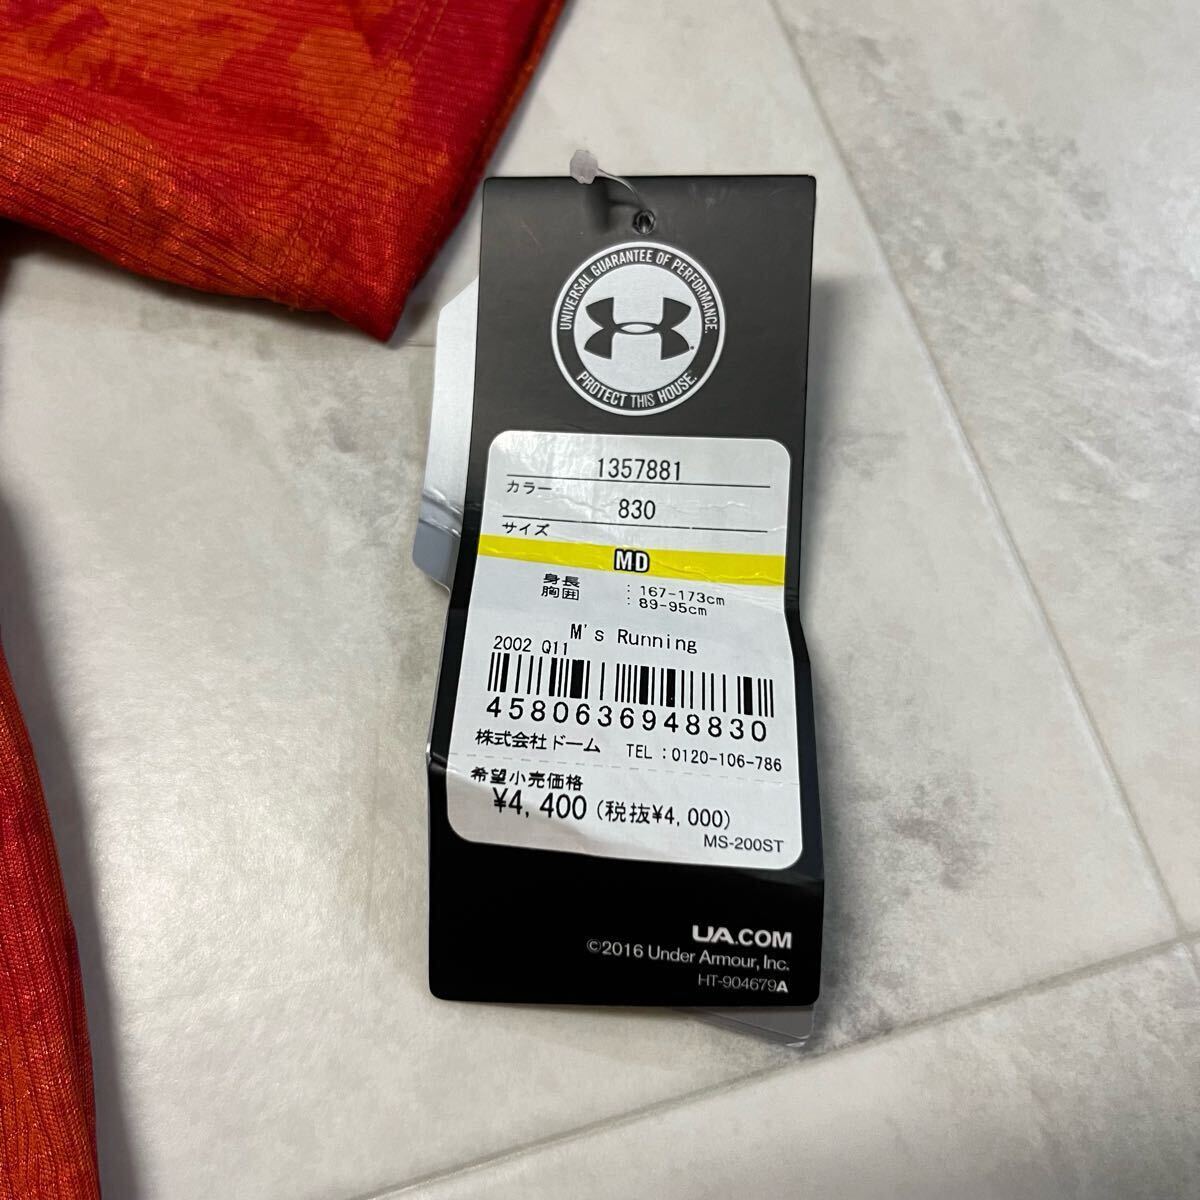 UNIVERSAL GUARANTEE OF PERFORMANCE.
PROTECT THIS HOUSE.
1357881
カラー
830
サイズ
MD
身長 : 167-173cm
胸囲 : 89-95cm
M's Running
2002 Q11
4580636948830
株式会社ドーム TEL:0120-106-786
希望小売価格
¥4,400(税抜¥4,000)
MS-200ST
UA.COM
©2016 Under Armour, Inc.
HT-904679A